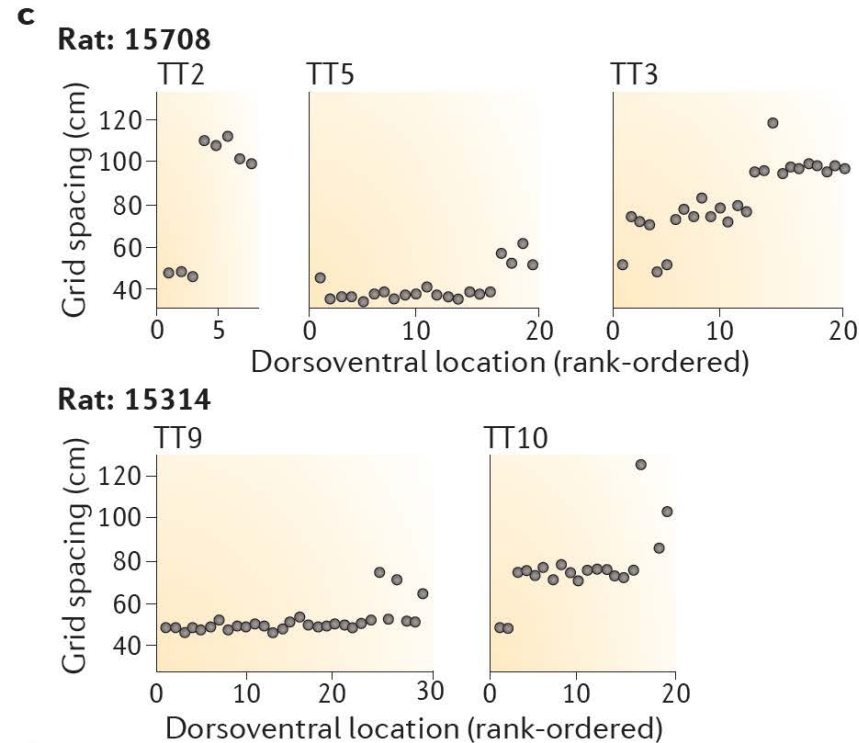 c
Rat: 15708
TT2 TT5 TT3
Grid spacing (cm)
120
100
80
60
40
0 5 0 10 20 0 10 20
Dorsoventral location (rank-ordered)
Rat: 15314
TT9 TT10
Grid spacing (cm)
120
100
80
60
40
0 10 20 30 0 10 20
Dorsoventral location (rank-ordered)